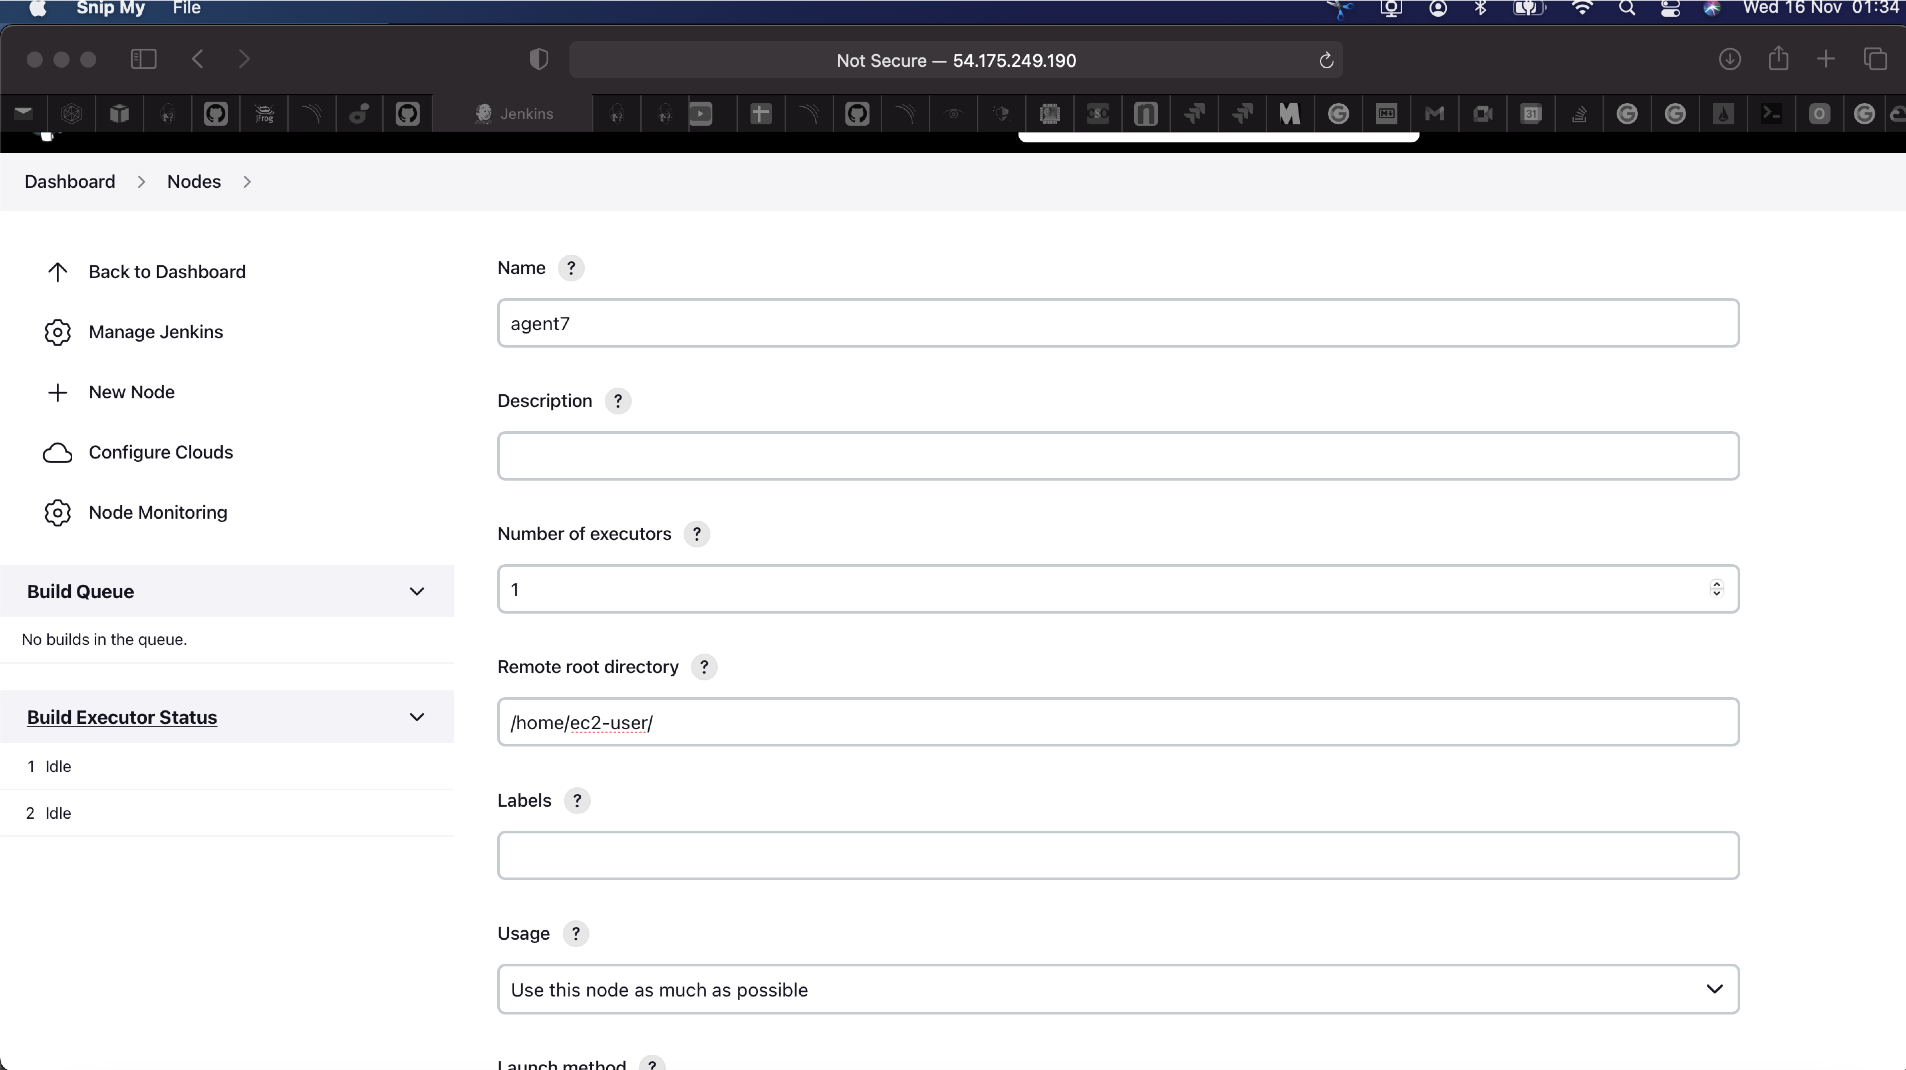 Snip My File Wed 16 Nov 01:34
Not Secure — 54.175.249.190
Jenkins
Dashboard Nodes
Back to Dashboard
Manage Jenkins
New Node
Configure Clouds
Node Monitoring
Build Queue
No builds in the queue.
Build Executor Status
1 Idle
2 Idle
Name ?
agent7
Description ?
Number of executors ?
1
Remote root directory ?
/home/ec2-user/
Labels ?
Usage ?
Use this node as much as possible
Launch method ?